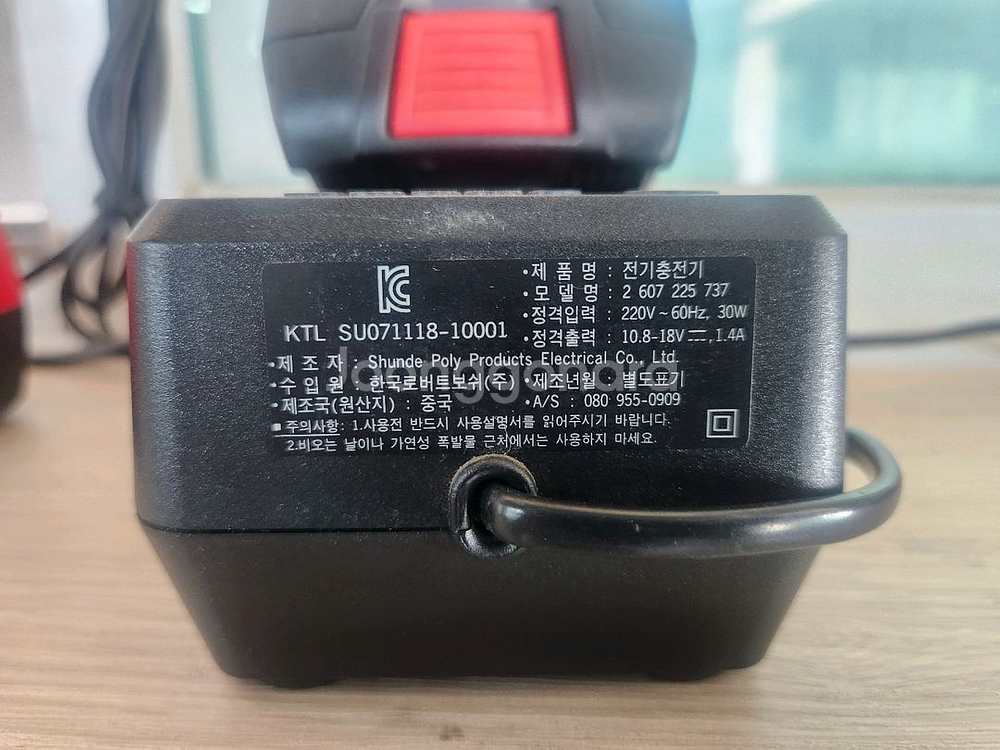 KC
•제 품 명 : 전기충전기
•모 델 명 : 2 607 225 737
•정격입력 : 220V ~ 60Hz, 30W
KTL SU071118-10001
•정격출력 : 10.8-18V⎓, 1.4A
•제 조 자 : Shunde Poly Products Electrical Co., Ltd.
•수 입 원 : 한국로버트보쉬(주) •제조년월 : 별도표기
•제조국(원산지) : 중국 •A/S : 080 955-0909
■주의사항: 1.사용전 반드시 사용설명서를 읽어주시기 바랍니다.
2.비오는 날이나 가연성 폭발물 근처에서는 사용하지 마세요.